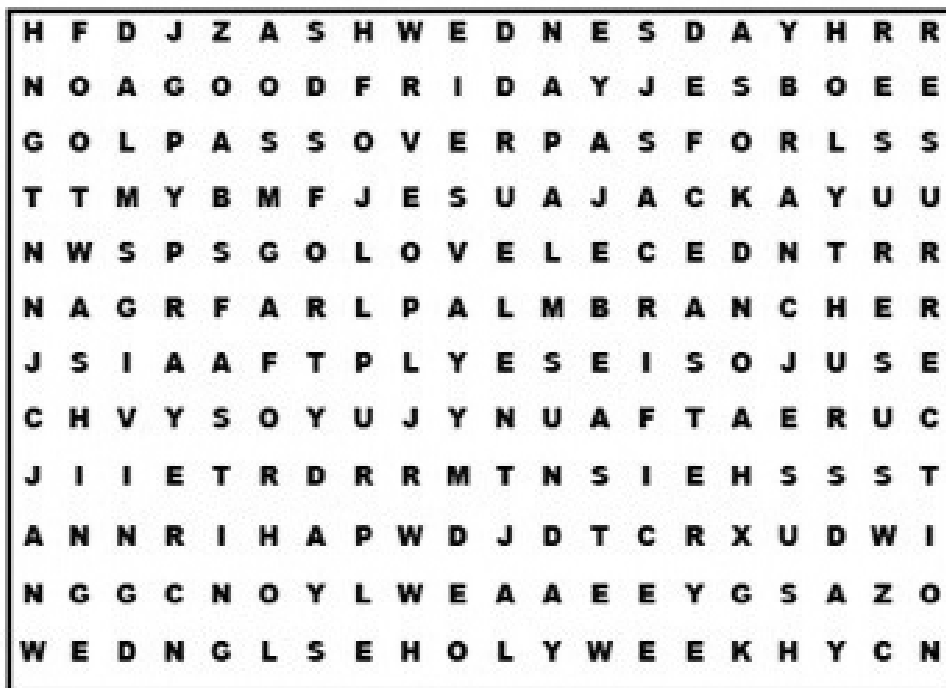 H F D J Z A S H W E D N E S D A Y H R R
N O A G O O D F R I D A Y J E S B O E E
G O L P A S S O V E R P A S F O R L S S
T T M Y B M F J E S U A J A C K A Y U U
N W S P S G O L O V E L E C E D N T R R
N A G R F A R L P A L M B R A N C H E R
J S I A A F T P L Y E S E I S O J U S E
C H V Y S O Y U J Y N U A F T A E R U C
J I I E T R D R R M T N S I E H S S S T
A N N R I H A P W D J D T C R X U D W I
N G G C N O Y L W E A A E E Y G S A Z O
W E D N G L S E H O L Y W E E K H Y C N